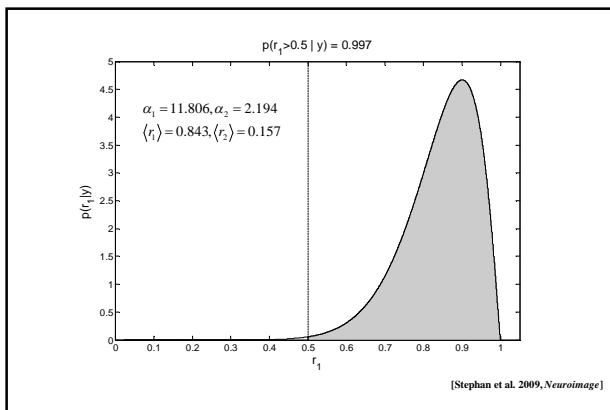 p(r₁>0.5 | y) = 0.997
α₁ = 11.806, α₂ = 2.194
⟨r₁⟩ = 0.843, ⟨r₂⟩ = 0.157
p(r₁|y)
5
4.5
4
3.5
3
2.5
2
1.5
1
0.5
0
0 0.1 0.2 0.3 0.4 0.5 0.6 0.7 0.8 0.9 1
r₁
[Stephan et al. 2009, Neuroimage]